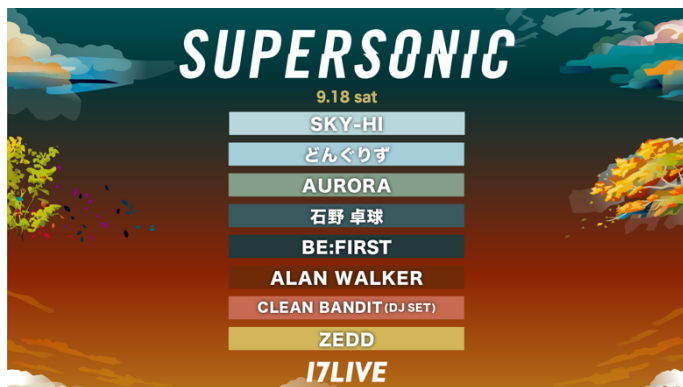 SUPERSONIC
9.18 sat
SKY-HI
どんぐりず
AURORA
石野 卓球
BE:FIRST
ALAN WALKER
CLEAN BANDIT(DJ SET)
ZEDD
17LIVE